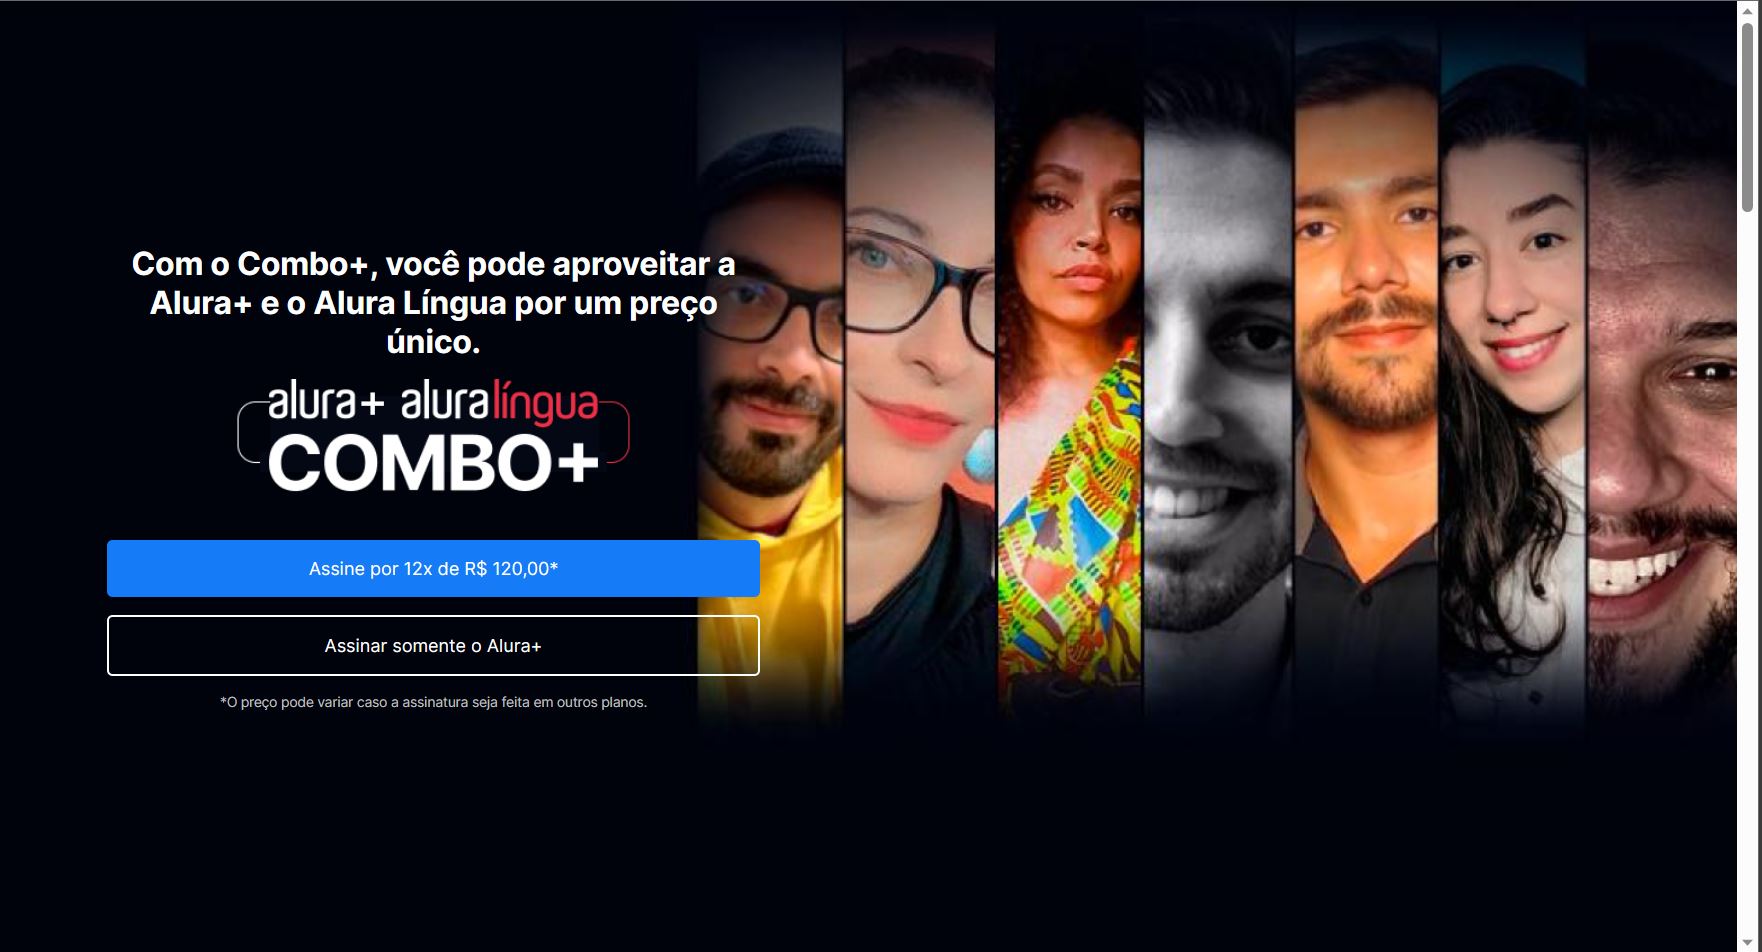 Com o Combo+, você pode aproveitar a
Alura+ e o Alura Língua por um preço
único.
alura+ aluralíngua
COMBO+
Assine por 12x de R$ 120,00*
Assinar somente o Alura+
*O preço pode variar caso a assinatura seja feita em outros planos.